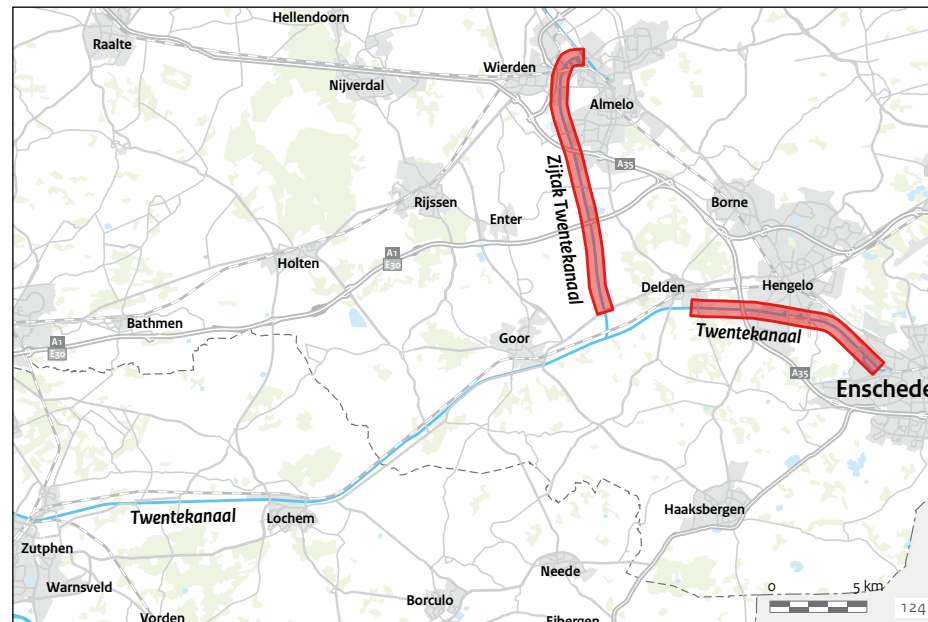 Hellendoorn
Raalte
Wierden
Nijverdal
Almelo
Zijtak Twentekanaal
A35
Rijssen
Borne
Enter
A1
E30
Holten
Delden
Hengelo
Bathmen
Goor
Twentekanaal
A1
E30
A35
Enschede
Haaksbergen
Twentekanaal
Lochem
Zutphen
Neede
Warnsveld
Borculo
Vorden
Eibergen
0 5 km
124